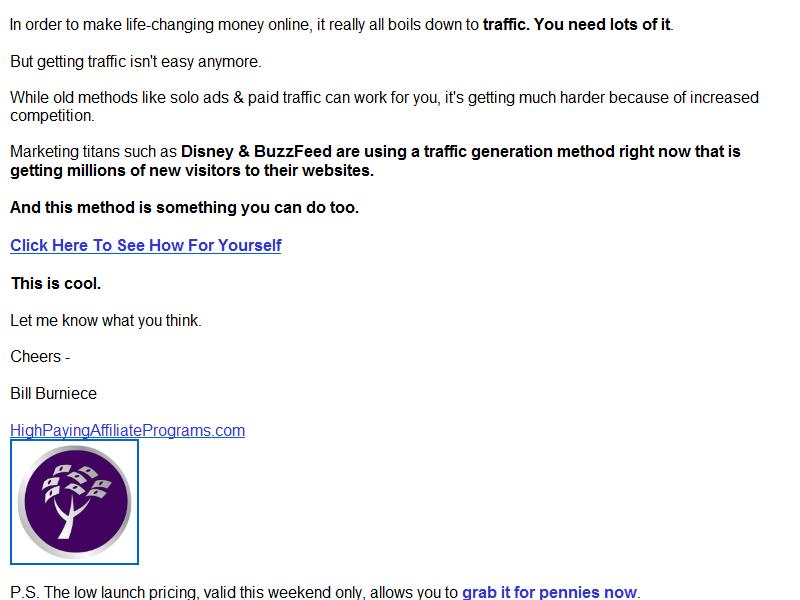 In order to make life-changing money online, it really all boils down to traffic. You need lots of it.
But getting traffic isn't easy anymore.
While old methods like solo ads & paid traffic can work for you, it's getting much harder because of increased
competition.
Marketing titans such as Disney & BuzzFeed are using a traffic generation method right now that is
getting millions of new visitors to their websites.
And this method is something you can do too.
Click Here To See How For Yourself
This is cool.
Let me know what you think.
Cheers -
Bill Burniece
HighPayingAffiliatePrograms.com
P.S. The low launch pricing, valid this weekend only, allows you to grab it for pennies now.